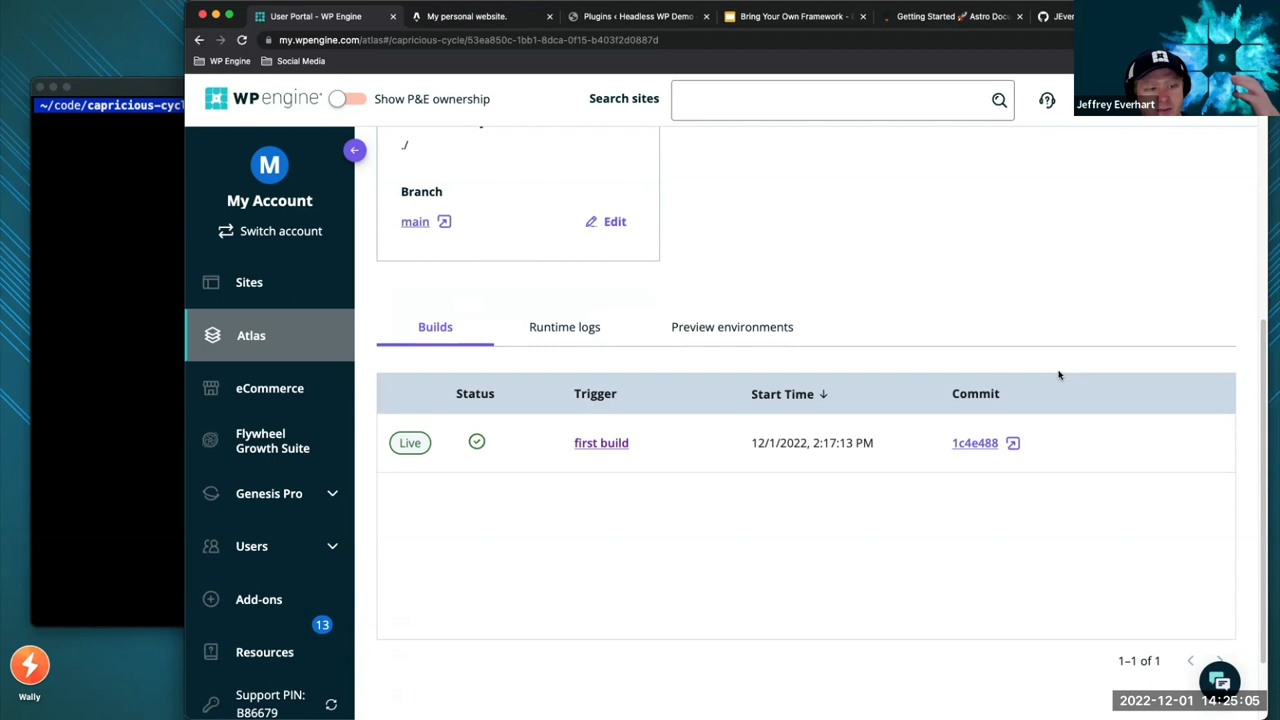 User Portal - WP Engine
My personal website.
Plugins ‹ Headless WP Demo
Bring Your Own Framework -
Getting Started 🚀 Astro Docu
JEver
my.wpengine.com/atlas#/capricious-cycle/53ea850c-1bb1-8dca-0f15-b403f2d0887d
WP Engine
Social Media
Jeffrey Everhart
~/code/capricious-cycl
WP engine
Show P&E ownership
Search sites
M
My Account
Switch account
Sites
Atlas
eCommerce
Flywheel
Growth Suite
Genesis Pro
Users
Add-ons
13
Resources
Support PIN:
B86679
./
Branch
main
Edit
Builds
Runtime logs
Preview environments
Status
Trigger
Start Time ↓
Commit
Live
first build
12/1/2022, 2:17:13 PM
1c4e488
1–1 of 1
Wally
2022-12-01 14:25:05